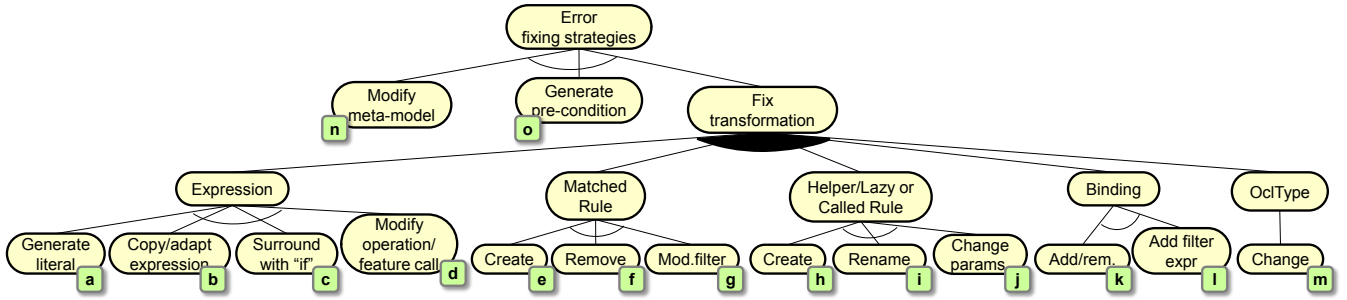 Error
fixing strategies
Modify
meta-model
n
Generate
pre-condition
o
Fix
transformation
Expression
Matched
Rule
Helper/Lazy or
Called Rule
Binding
OclType
Generate
literal
a
Copy/adapt
expression
b
Surround
with “if”
c
Modify
operation/
feature call
d
Create
e
Remove
f
Mod.filter
g
Create
h
Rename
i
Change
params
j
Add/rem.
k
Add filter
expr
l
Change
m